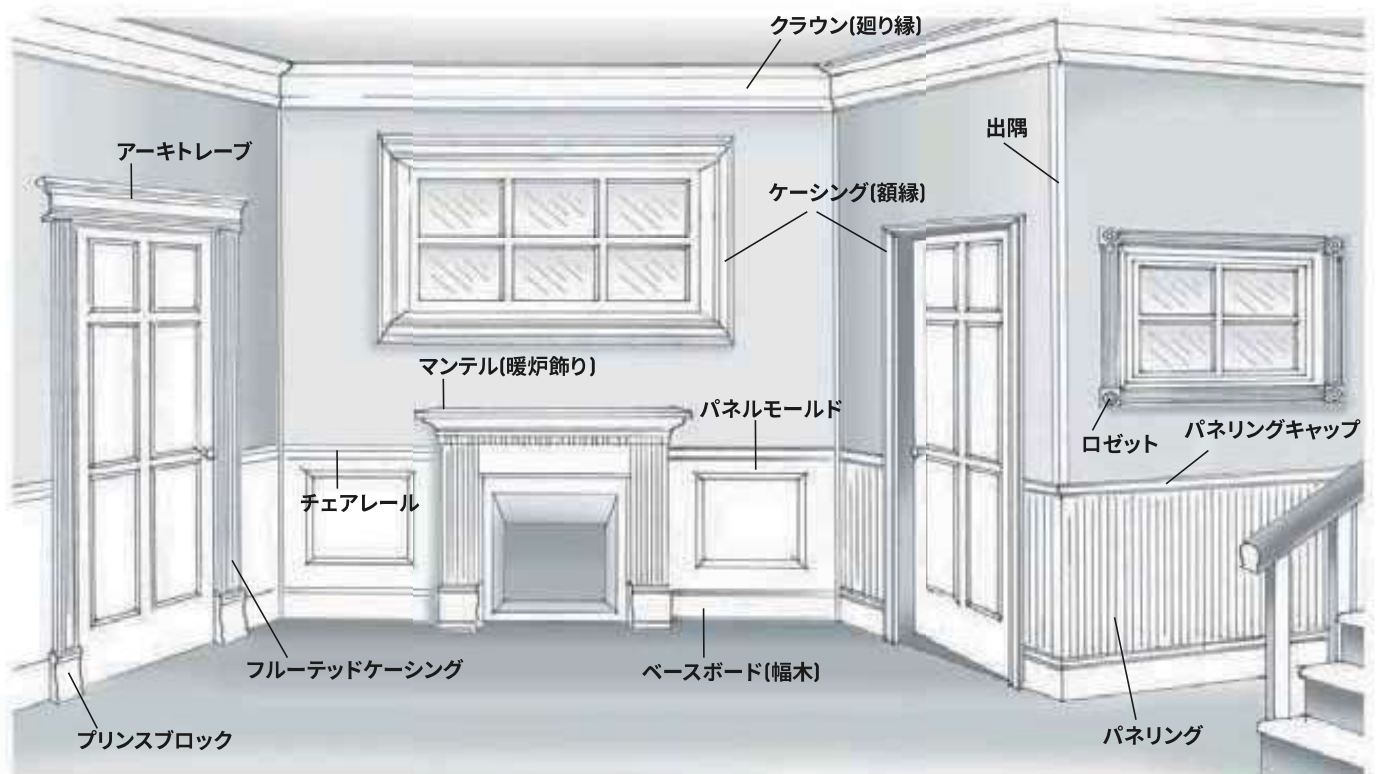 クラウン(廻り縁)
出隅
アーキトレーブ
ケーシング(額縁)
マンテル(暖炉飾り)
パネルモールド
ロゼット
パネリングキャップ
チェアレール
フルーテッドケーシング
ベースボード(幅木)
プリンスブロック
パネリング